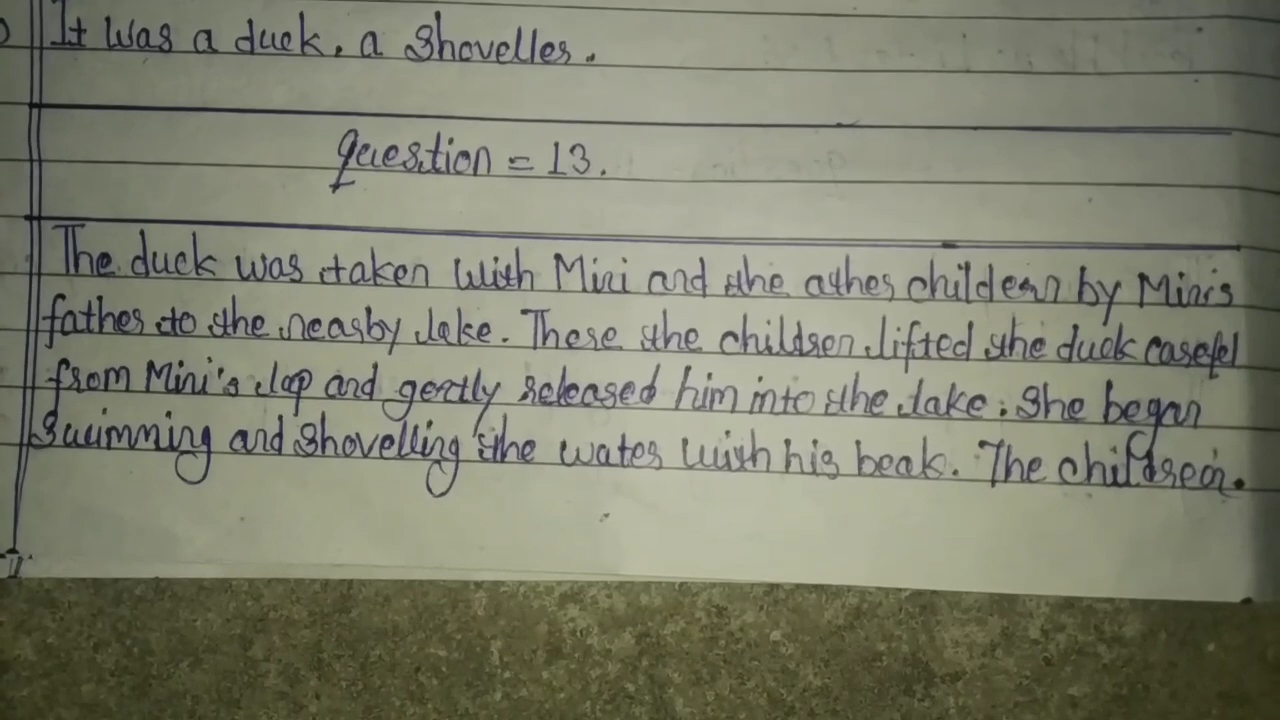 It was a duck, a shoveller.
Question = 13.
The duck was taken with Mini and the other childern by Mini's
father to the nearby lake. There the children lifted the duck carefel
from Mini's lap and gently released him into the lake. She began
swimming and shovelling the water with his beak. The children.